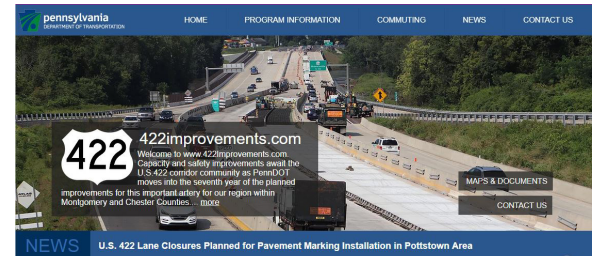 pennsylvania
DEPARTMENT OF TRANSPORTATION
HOME
PROGRAM INFORMATION
COMMUTING
NEWS
CONTACT US
422
422improvements.com
Welcome to www.422Improvements.com.
Capacity and safety improvements await the
U.S.422 corridor community as PennDOT
moves into the seventh year of the planned
improvements for this important artery for our region within
Montgomery and Chester Counties.... more
MAPS & DOCUMENTS
CONTACT US
NEWS
U.S. 422 Lane Closures Planned for Pavement Marking Installation in Pottstown Area